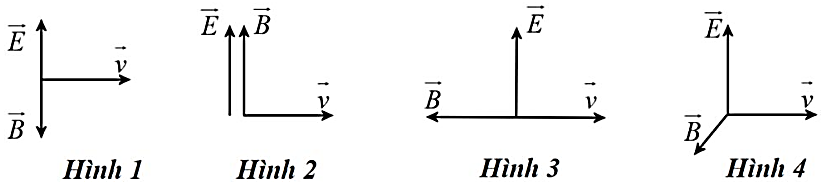 E⃗
B⃗
v⃗
Hình 1
E⃗ B⃗
v⃗
Hình 2
E⃗
B⃗
v⃗
Hình 3
E⃗
B⃗
v⃗
Hình 4